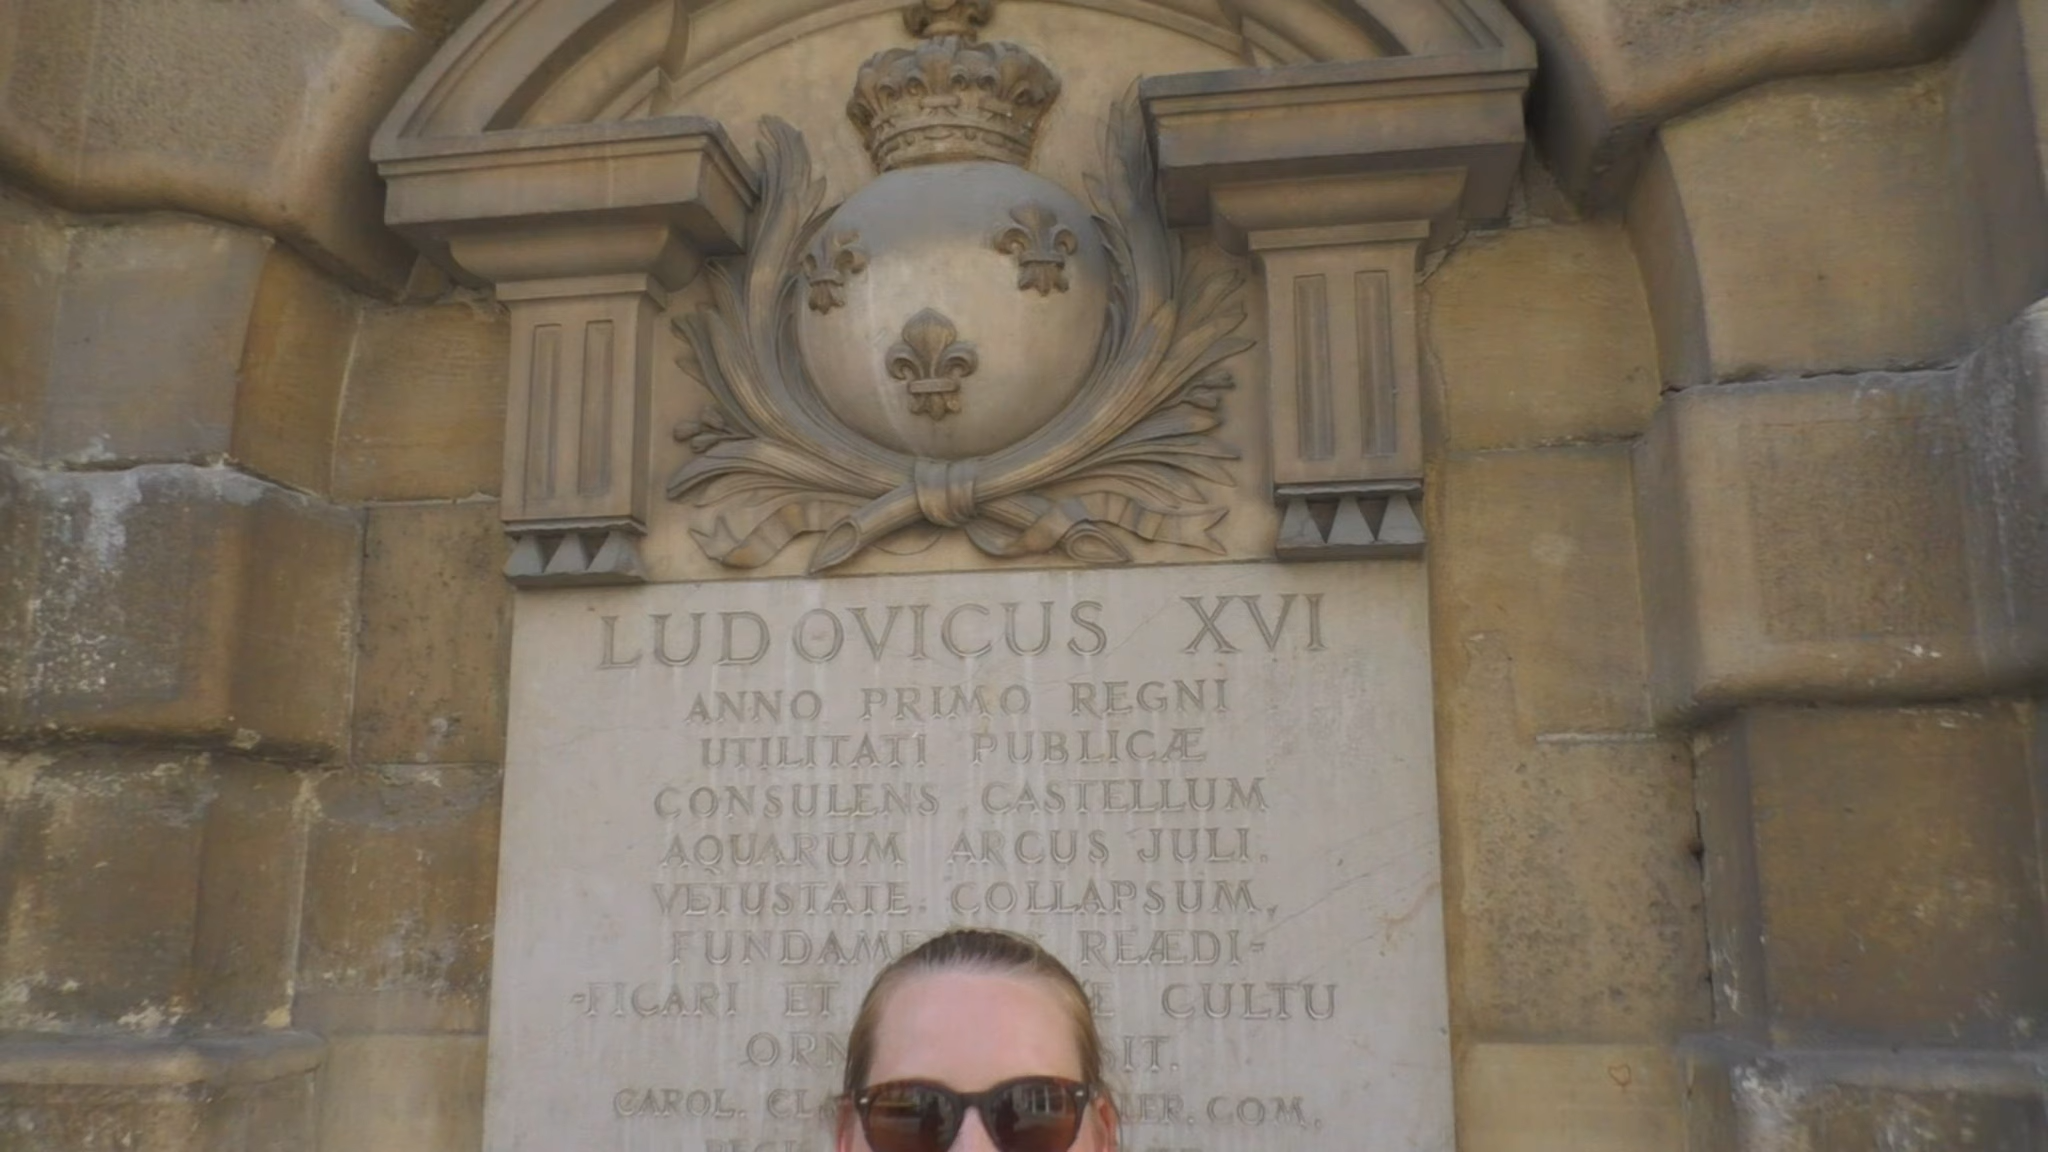 LUDOVICUS XVI
ANNO PRIMO REGNI
UTILITATI PUBLICÆ
CONSULENS, CASTELLUM
AQUARUM ARCUS JULI.
VETUSTATE COLLAPSUM,
REÆDI-
-FICARI ET CULTU
CAROL. COM.